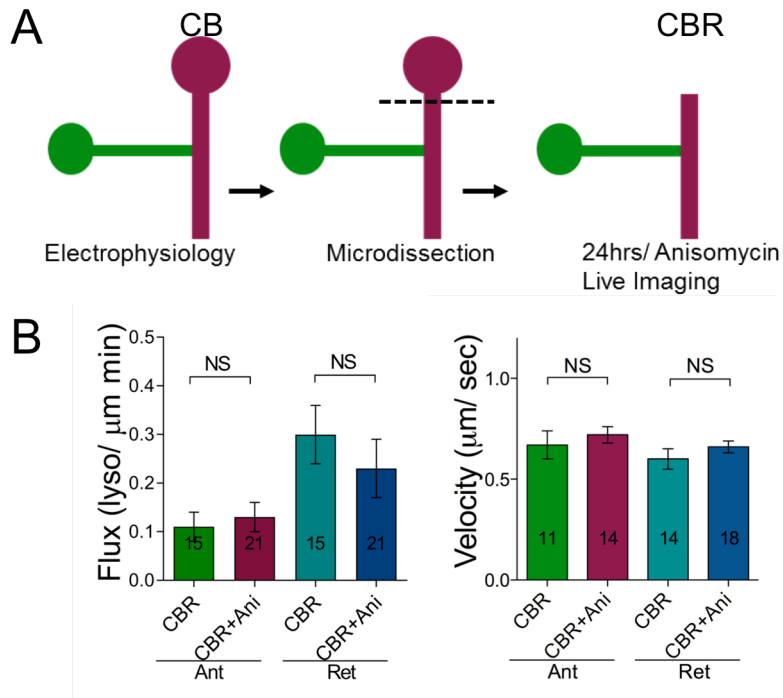 A
CB
CBR
Electrophysiology
Microdissection
24hrs/ Anisomycin
Live Imaging
B
Flux (lyso/ μm min)
0.5
0.4
0.3
0.2
0.1
0.0
NS
NS
15
21
15
21
CBR
CBR+Ani
CBR
CBR+Ani
Ant
Ret
Velocity (μm/ sec)
1.0
0.5
0.0
NS
NS
11
14
14
18
CBR
CBR+Ani
CBR
CBR+Ani
Ant
Ret